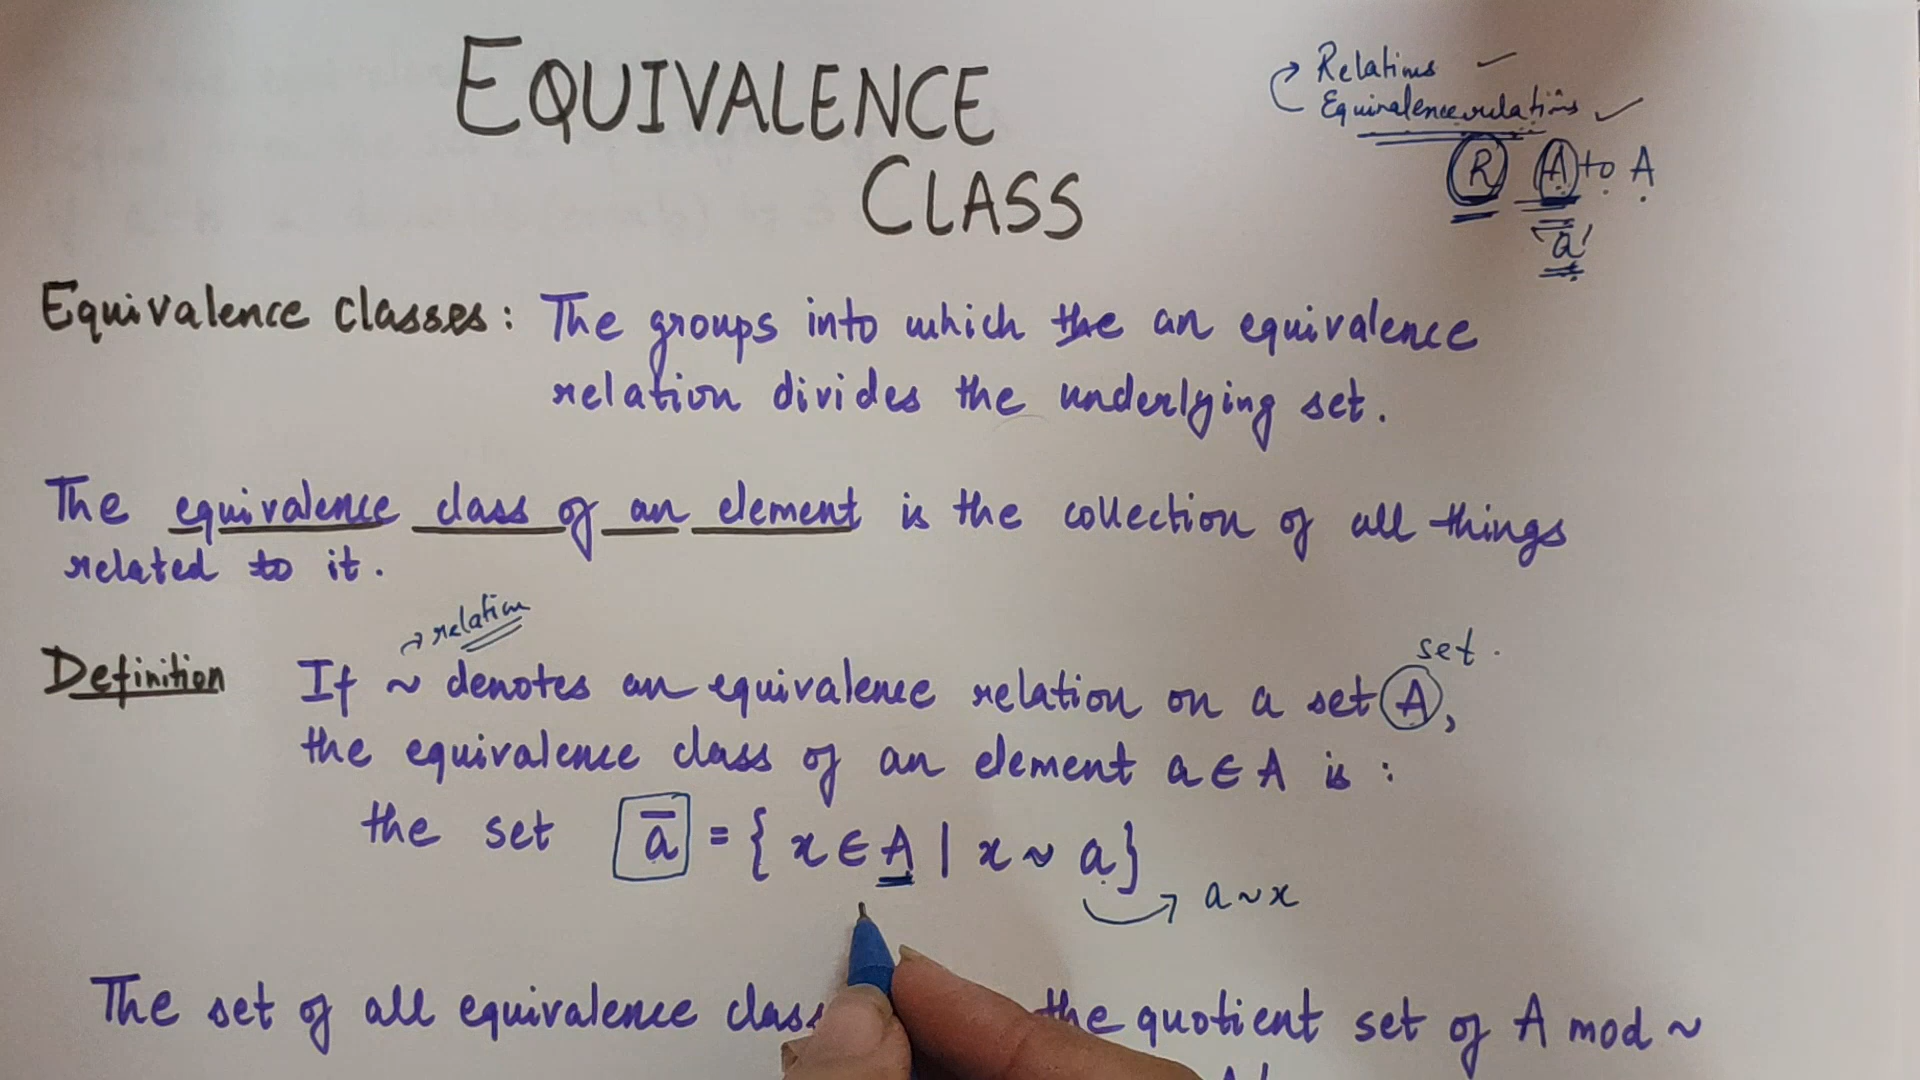 EQUIVALENCE
CLASS
Relations ✓
Equivalence relations ✓
R A to A
a
Equivalence classes: The groups into which the an equivalence
relation divides the underlying set.
The equivalence class of an element is the collection of all things
related to it.
→ relation
set.
Definition If ~ denotes an equivalence relation on a set A,
the equivalence class of an element a ∈ A is :
the set a̅ = { x ∈ A | x ~ a}
a ~ x
The set of all equivalence class the quotient set of A mod ~